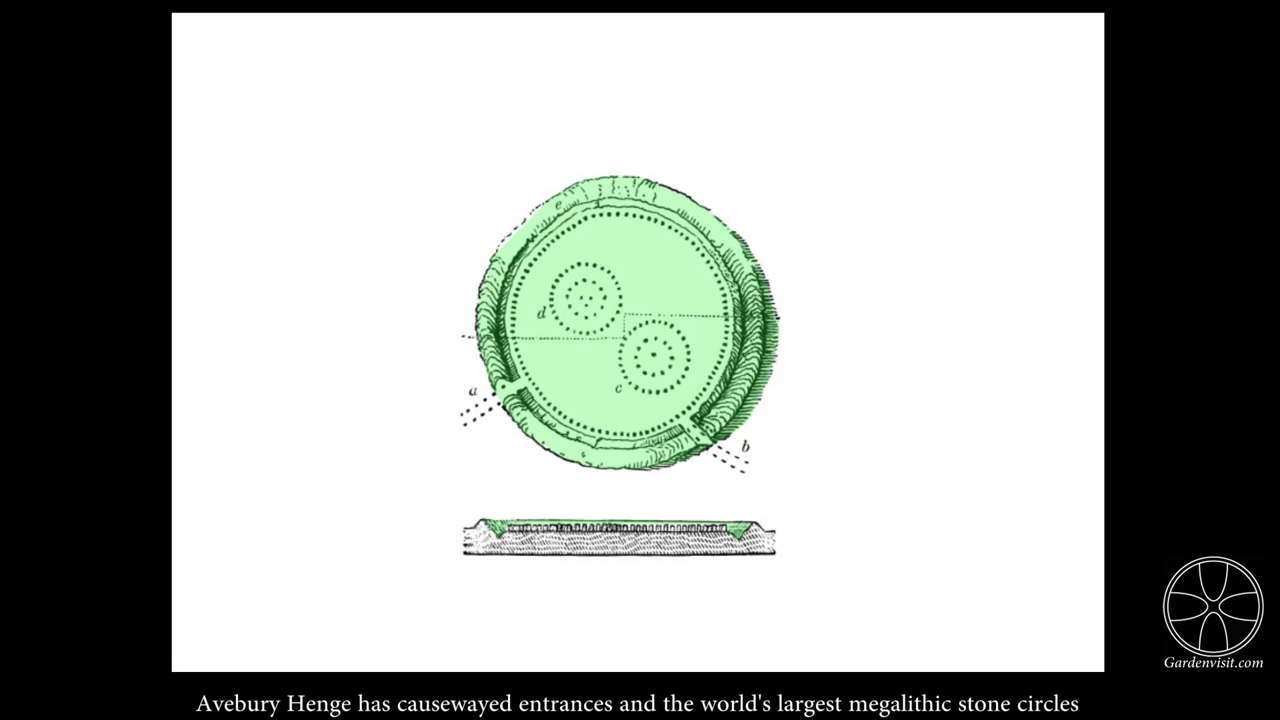 e
d
c
a
b
Gardenvisit.com
Avebury Henge has causewayed entrances and the world's largest megalithic stone circles